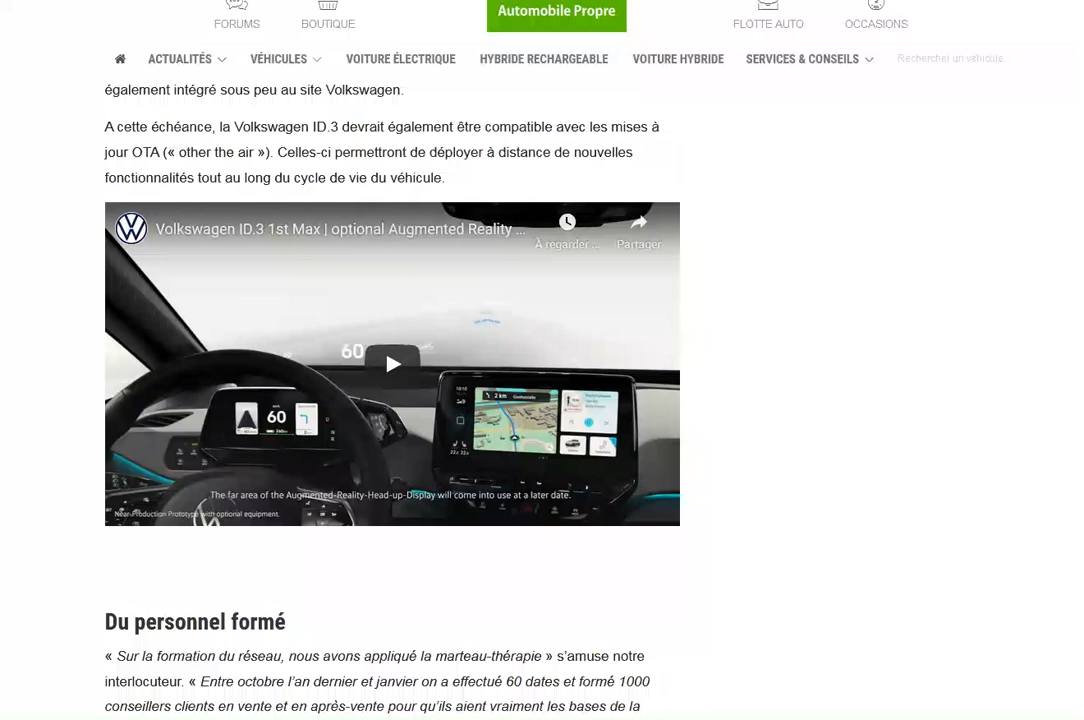 Automobile Propre
FORUMS
BOUTIQUE
FLOTTE AUTO
OCCASIONS
ACTUALITÉS
VÉHICULES
VOITURE ÉLECTRIQUE
HYBRIDE RECHARGEABLE
VOITURE HYBRIDE
SERVICES & CONSEILS
Rechercher un véhicule.
également intégré sous peu au site Volkswagen.
A cette échéance, la Volkswagen ID.3 devrait également être compatible avec les mises à
jour OTA (« other the air »). Celles-ci permettront de déployer à distance de nouvelles
fonctionnalités tout au long du cycle de vie du véhicule.
Volkswagen ID.3 1st Max | optional Augmented Reality ...
À regarder ...
Partager
60
60
2 km
The far area of the Augmented-Reality-Head-up-Display will come into use at a later date.
Near-Production Prototype with optional equipment.
Du personnel formé
« Sur la formation du réseau, nous avons appliqué la marteau-thérapie » s’amuse notre
interlocuteur. « Entre octobre l’an dernier et janvier on a effectué 60 dates et formé 1000
conseillers clients en vente et en après-vente pour qu’ils aient vraiment les bases de la